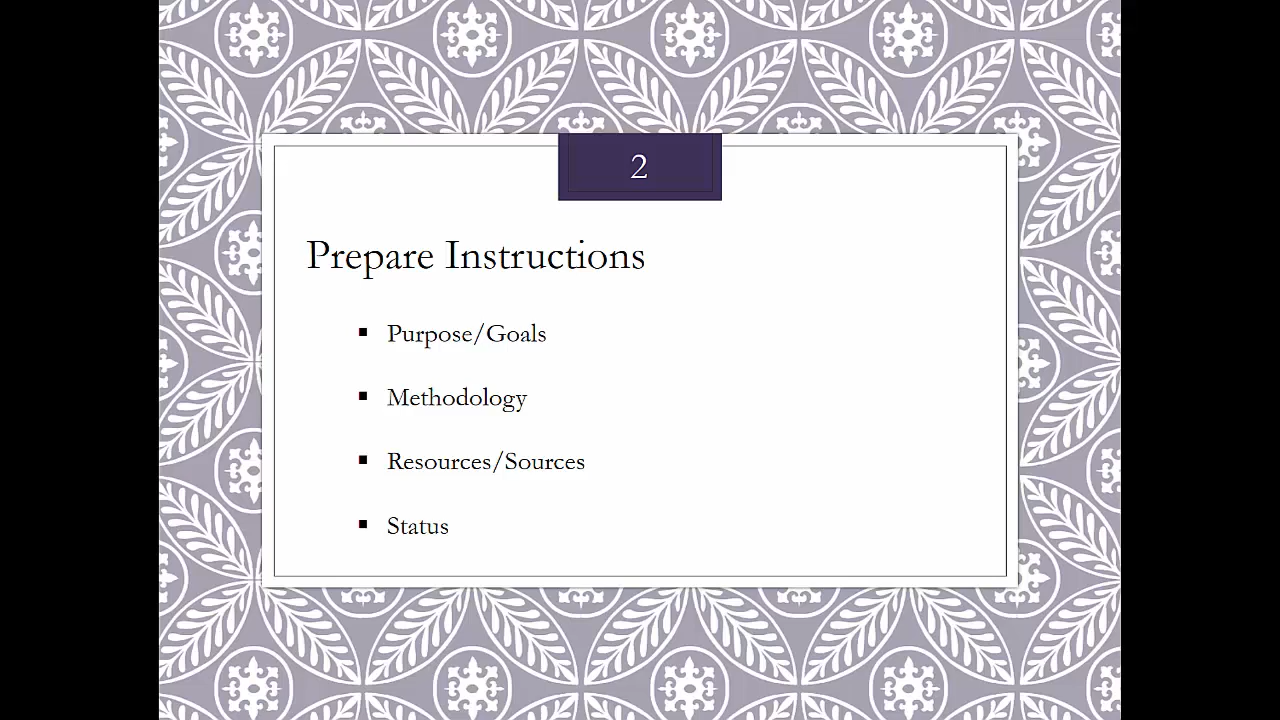 2
Prepare Instructions
▪ Purpose/Goals
▪ Methodology
▪ Resources/Sources
▪ Status